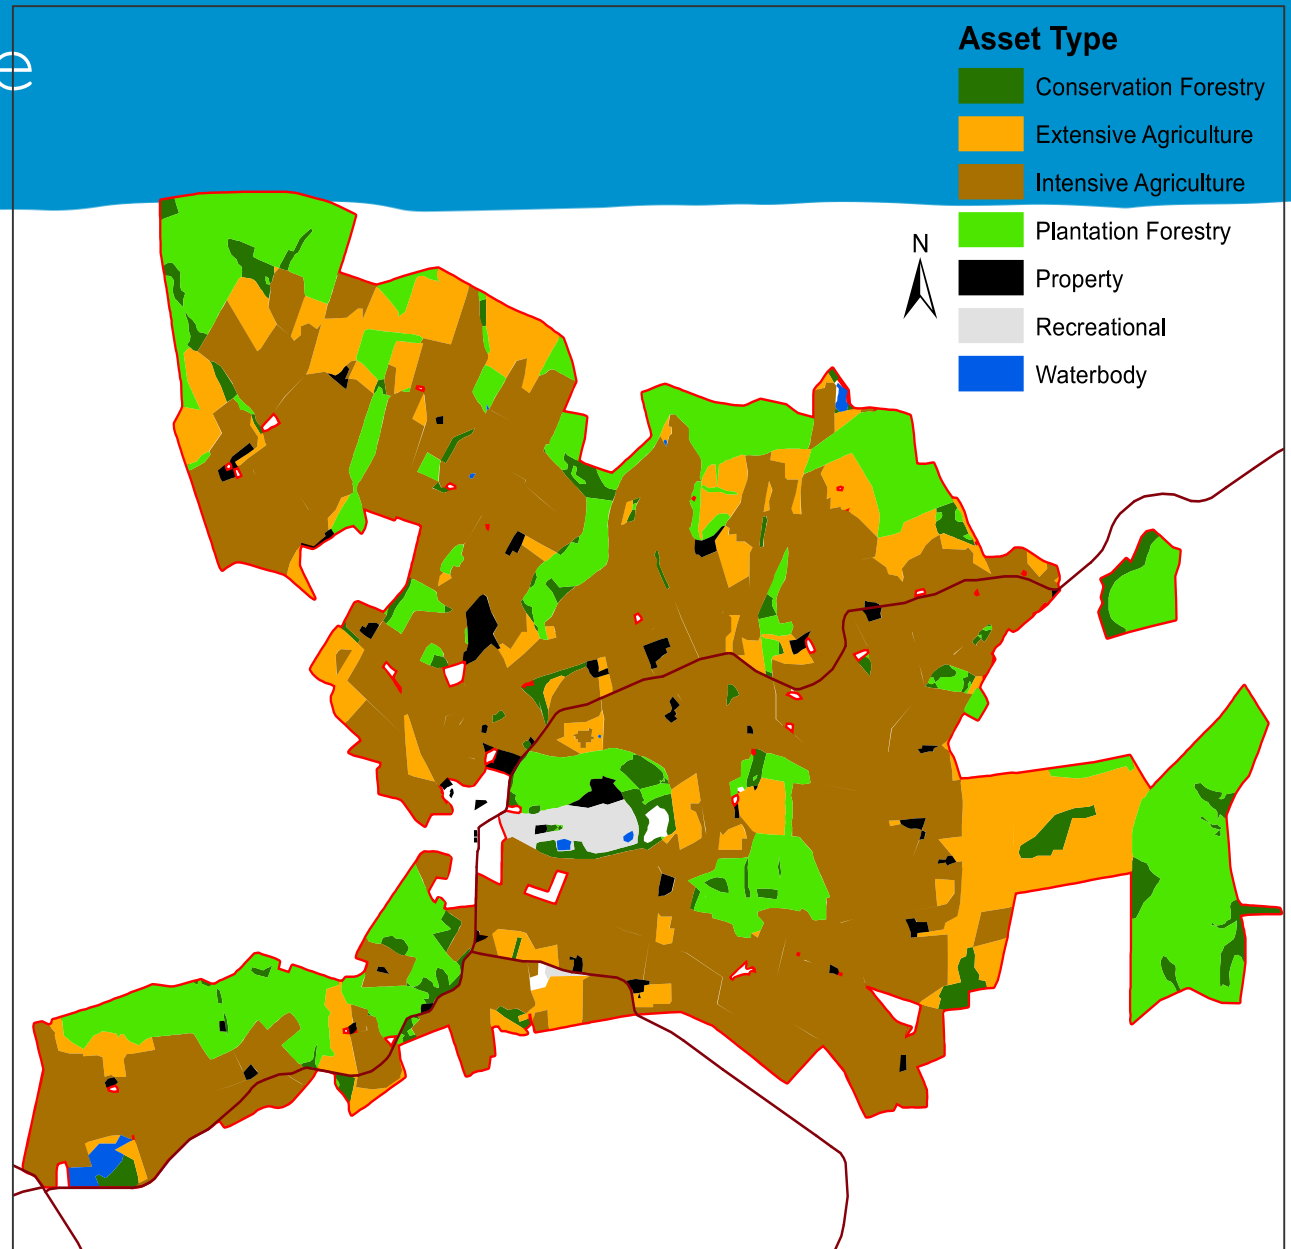 e
Asset Type
Conservation Forestry
Extensive Agriculture
Intensive Agriculture
Plantation Forestry
N
Property
Recreational
Waterbody